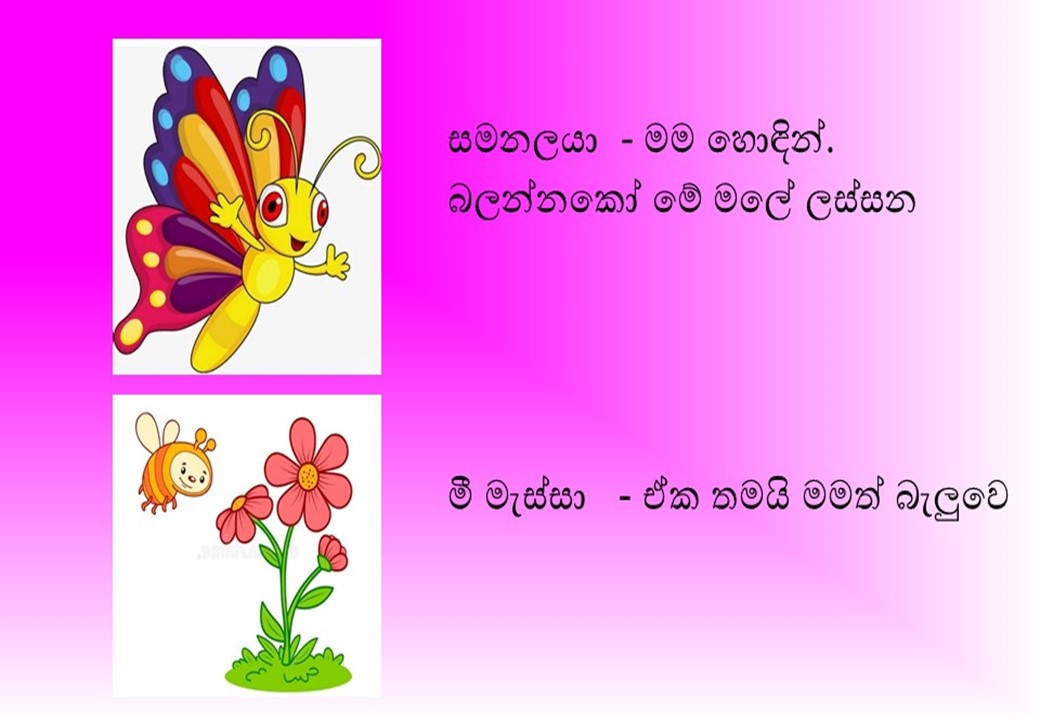 සමනලයා - මම හොඳින්.
බලන්නකෝ මේ මලේ ලස්සන
මී මැස්සා - ඒක තමයි මමත් බැලුවෙ